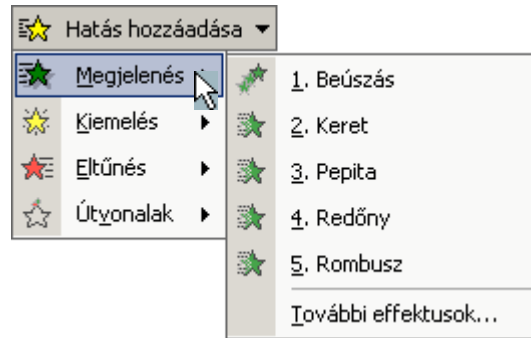 Hatás hozzáadása
Megjelenés
Kiemelés
Eltűnés
Útvonalak
1. Beúszás
2. Keret
3. Pepita
4. Redőny
5. Rombusz
További effektusok...